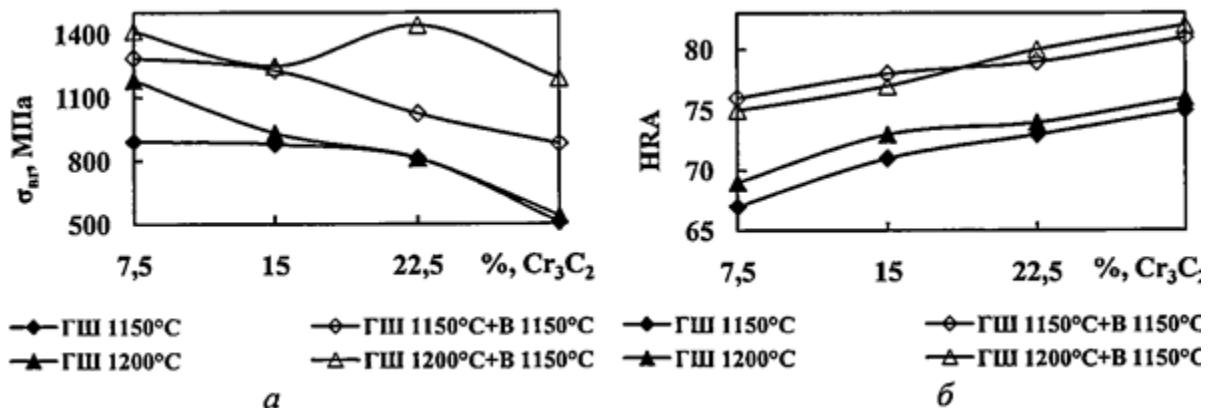 σвг, МПа
1400
1100
800
500
7,5 15 22,5 %, Cr₃C₂
HRA
80
75
70
65
7,5 15 22,5 %, Cr₃C₂
ГШ 1150°C ГШ 1150°C+В 1150°C
ГШ 1200°C ГШ 1200°C+В 1150°C
ГШ 1150°C ГШ 1150°C+В 1150°C
ГШ 1200°C ГШ 1200°C+В 1150°C
а
б